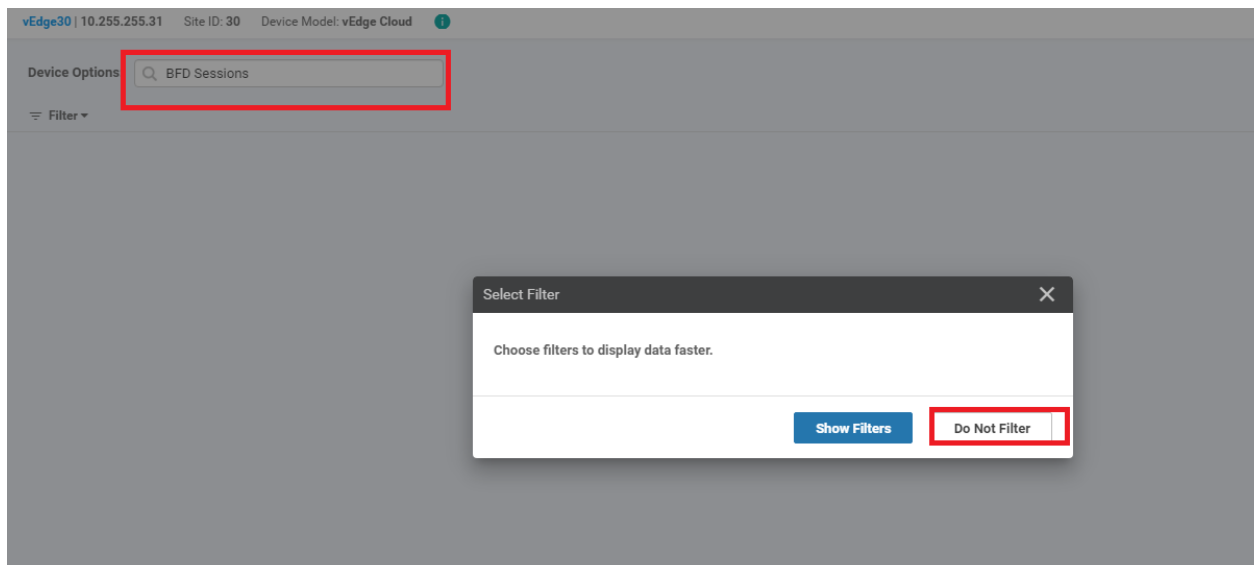 vEdge30 | 10.255.255.31 Site ID: 30 Device Model: vEdge Cloud i
Device Options BFD Sessions
Filter
Select Filter
Choose filters to display data faster.
Show Filters Do Not Filter